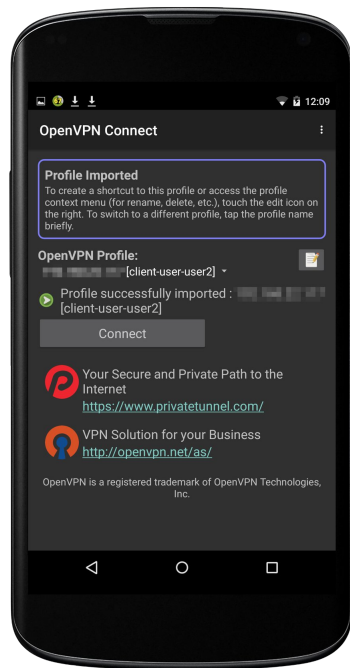 12:09
OpenVPN Connect
Profile Imported
To create a shortcut to this profile or access the profile
context menu (for rename, delete, etc.), touch the edit icon on
the right. To switch to a different profile, tap the profile name
briefly.
OpenVPN Profile:
[client-user-user2]
Profile successfully imported :
[client-user-user2]
Connect
Your Secure and Private Path to the
Internet
https://www.privatetunnel.com/
VPN Solution for your Business
http://openvpn.net/as/
OpenVPN is a registered trademark of OpenVPN Technologies,
Inc.